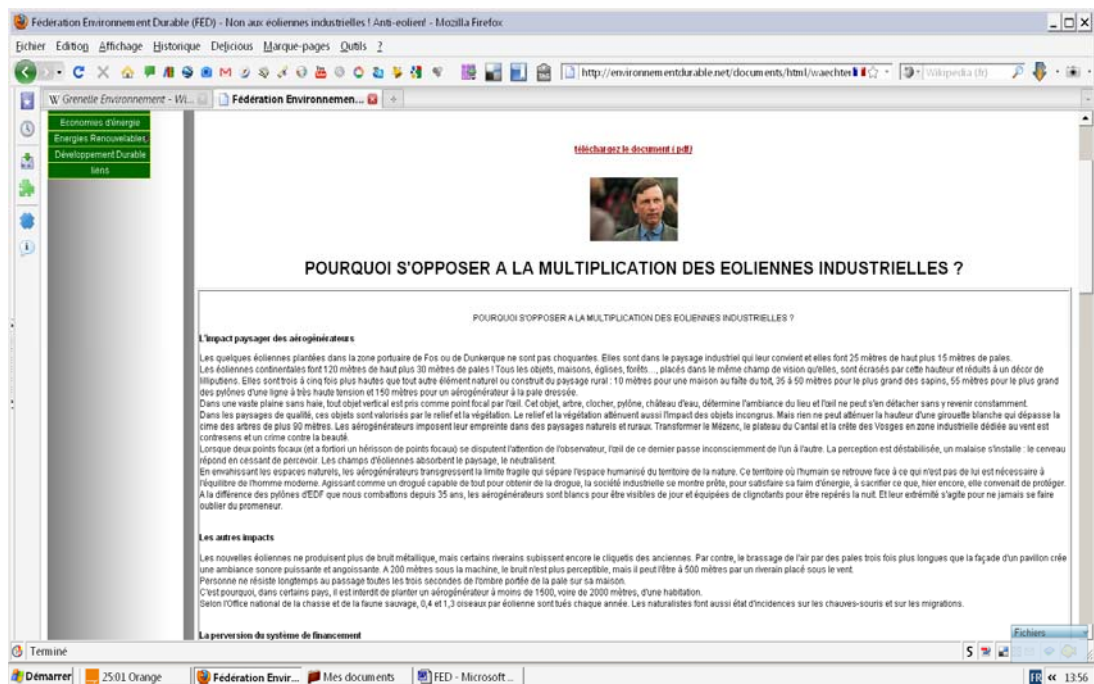 Fédération Environnement Durable (FED) - Non aux éoliennes industrielles ! Anti-eolien! - Mozilla Firefox
Fichier Edition Affichage Historique Delicious Marque-pages Outils ?
http://environnementdurable.net/documents/html/waechter
Wikipedia (fr)
W Grenelle Environnement - Wi...
Fédération Environnemen...
Economies d'énergie
Energies Renouvelables
Développement Durable
liens
téléchargez le document ( pdf)
POURQUOI S'OPPOSER A LA MULTIPLICATION DES EOLIENNES INDUSTRIELLES ?
POURQUOI S'OPPOSER A LA MULTIPLICATION DES EOLIENNES INDUSTRIELLES ?
L'impact paysager des aérogénérateurs
Les quelques éoliennes plantées dans la zone portuaire de Fos ou de Dunkerque ne sont pas choquantes. Elles sont dans le paysage industriel qui leur convient et elles font 25 mètres de haut plus 15 mètres de pales.
Les éoliennes continentales font 120 mètres de haut plus 30 mètres de pales ! Tous les objets, maisons, églises, forêts..., placés dans le même champ de vision qu'elles, sont écrasés par cette hauteur et réduits à un décor de
lilliputiens. Elles sont trois à cinq fois plus hautes que tout autre élément naturel ou construit du paysage rural : 10 mètres pour une maison au faîte du toit, 35 à 50 mètres pour le plus grand des sapins, 55 mètres pour le plus grand
des pylônes d'une ligne à très haute tension et 150 mètres pour un aérogénérateur à la pale dressée.
Dans une vaste plaine sans haie, tout objet vertical est pris comme point focal par l'œil. Cet objet, arbre, clocher, pylône, château d'eau, détermine l'ambiance du lieu et l'œil ne peut s'en détacher sans y revenir constamment.
Dans les paysages de qualité, ces objets sont valorisés par le relief et la végétation. Le relief et la végétation atténuent aussi l'impact des objets incongrus. Mais rien ne peut atténuer la hauteur d'une girouette blanche qui dépasse la
cime des arbres de plus 90 mètres. Les aérogénérateurs imposent leur empreinte dans des paysages naturels et ruraux. Transformer le Mézenc, le plateau du Cantal et la crête des Vosges en zone industrielle dédiée au vent est
contresens et un crime contre la beauté.
Lorsque deux points focaux (et a fortiori un hérisson de points focaux) se disputent l'attention de l'observateur, l'œil de ce dernier passe inconsciemment de l'un à l'autre. La perception est déstabilisée, un malaise s'installe : le cerveau
répond en cessant de percevoir. Les champs d'éoliennes absorbent le paysage, le neutralisent.
En envahissant les espaces naturels, les aérogénérateurs transgressent la limite fragile qui sépare l'espace humanisé du territoire de la nature. Ce territoire où l'humain se retrouve face à ce qui n'est pas de lui est nécessaire à
l'équilibre de l'homme moderne. Agissant comme un drogué capable de tout pour obtenir de la drogue, la société industrielle se montre prête, pour satisfaire sa faim d'énergie, à sacrifier ce que, hier encore, elle convenait de protéger.
A la différence des pylônes d'EDF que nous combattons depuis 35 ans, les aérogénérateurs sont blancs pour être visibles de jour et équipées de clignotants pour être repérés la nuit. Et leur extrémité s'agite pour ne jamais se faire
oublier du promeneur.
Les autres impacts
Les nouvelles éoliennes ne produisent plus de bruit métallique, mais certains riverains subissent encore le cliquetis des anciennes. Par contre, le brassage de l'air par des pales trois fois plus longues que la façade d'un pavillon crée
une ambiance sonore puissante et angoissante. A 200 mètres sous la machine, le bruit n'est plus perceptible, mais il peut l'être à 500 mètres par un riverain placé sous le vent.
Personne ne résiste longtemps au passage toutes les trois secondes de l'ombre portée de la pale sur sa maison.
C'est pourquoi, dans certains pays, il est interdit de planter un aérogénérateur à moins de 1500, voire de 2000 mètres, d'une habitation.
Selon l'Office national de la chasse et de la faune sauvage, 0,4 et 1,3 oiseaux par éolienne sont tués chaque année. Les naturalistes font aussi état d'incidences sur les chauves-souris et sur les migrations.
La perversion du système de financement
Fichiers
Terminé
Démarrer
25:01 Orange
Fédération Envir...
Mes documents
FED - Microsoft ...
FR
13:56